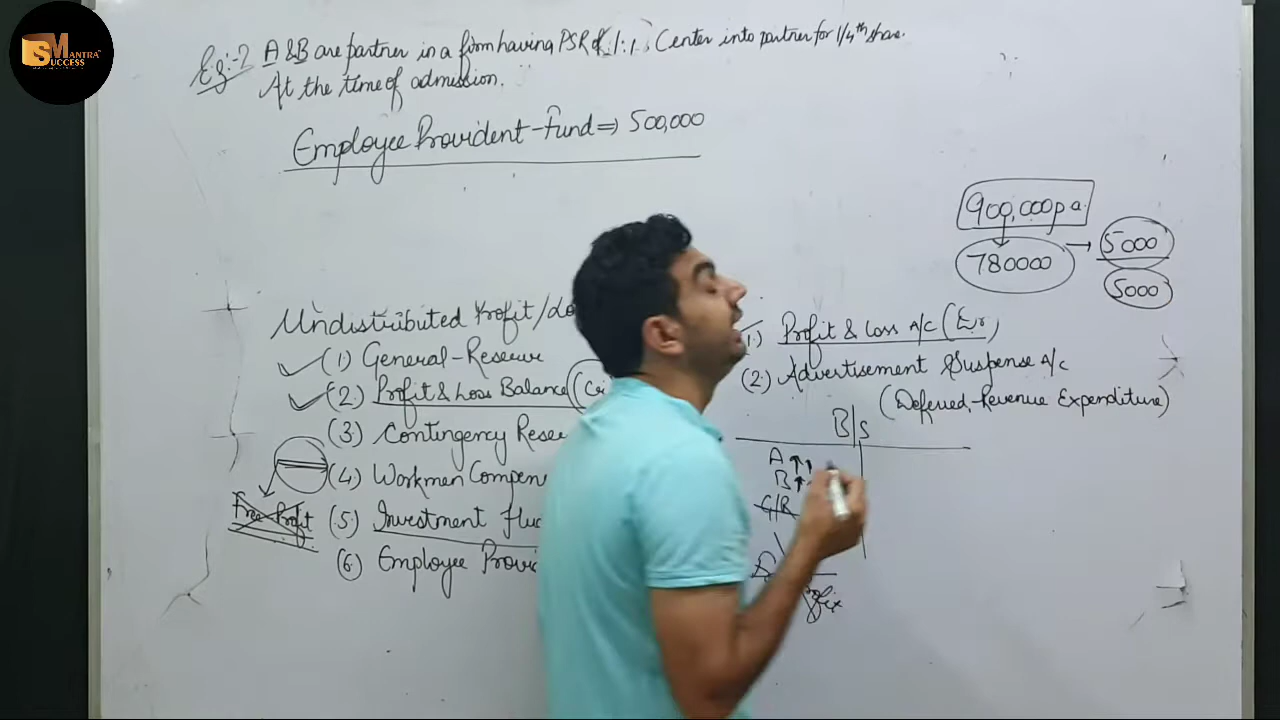 S MANTRA
SUCCESS
Eg:-2 A & B are partner in a firm having PSR of 1:1, C enter into partner for 1/4th share.
At the time of admission.
Employee Provident-Fund ⇒ 500,000
900,000 p.a.
780000 → 5000
5000
Undistributed Profit/Lo
(1) General-Reserve
(2) Profit & Loss Balance (Cr
(3) Contingency Rese
(4) Workmen Compen
(5) Investment fluc
(6) Employee Provi
Free Profit
(1) Profit & Loss A/C (Dr)
(2) Advertisement Suspense A/c
(Deferred-Revenue Expenditure)
B/S
A ↑↑
B ↑
G/R